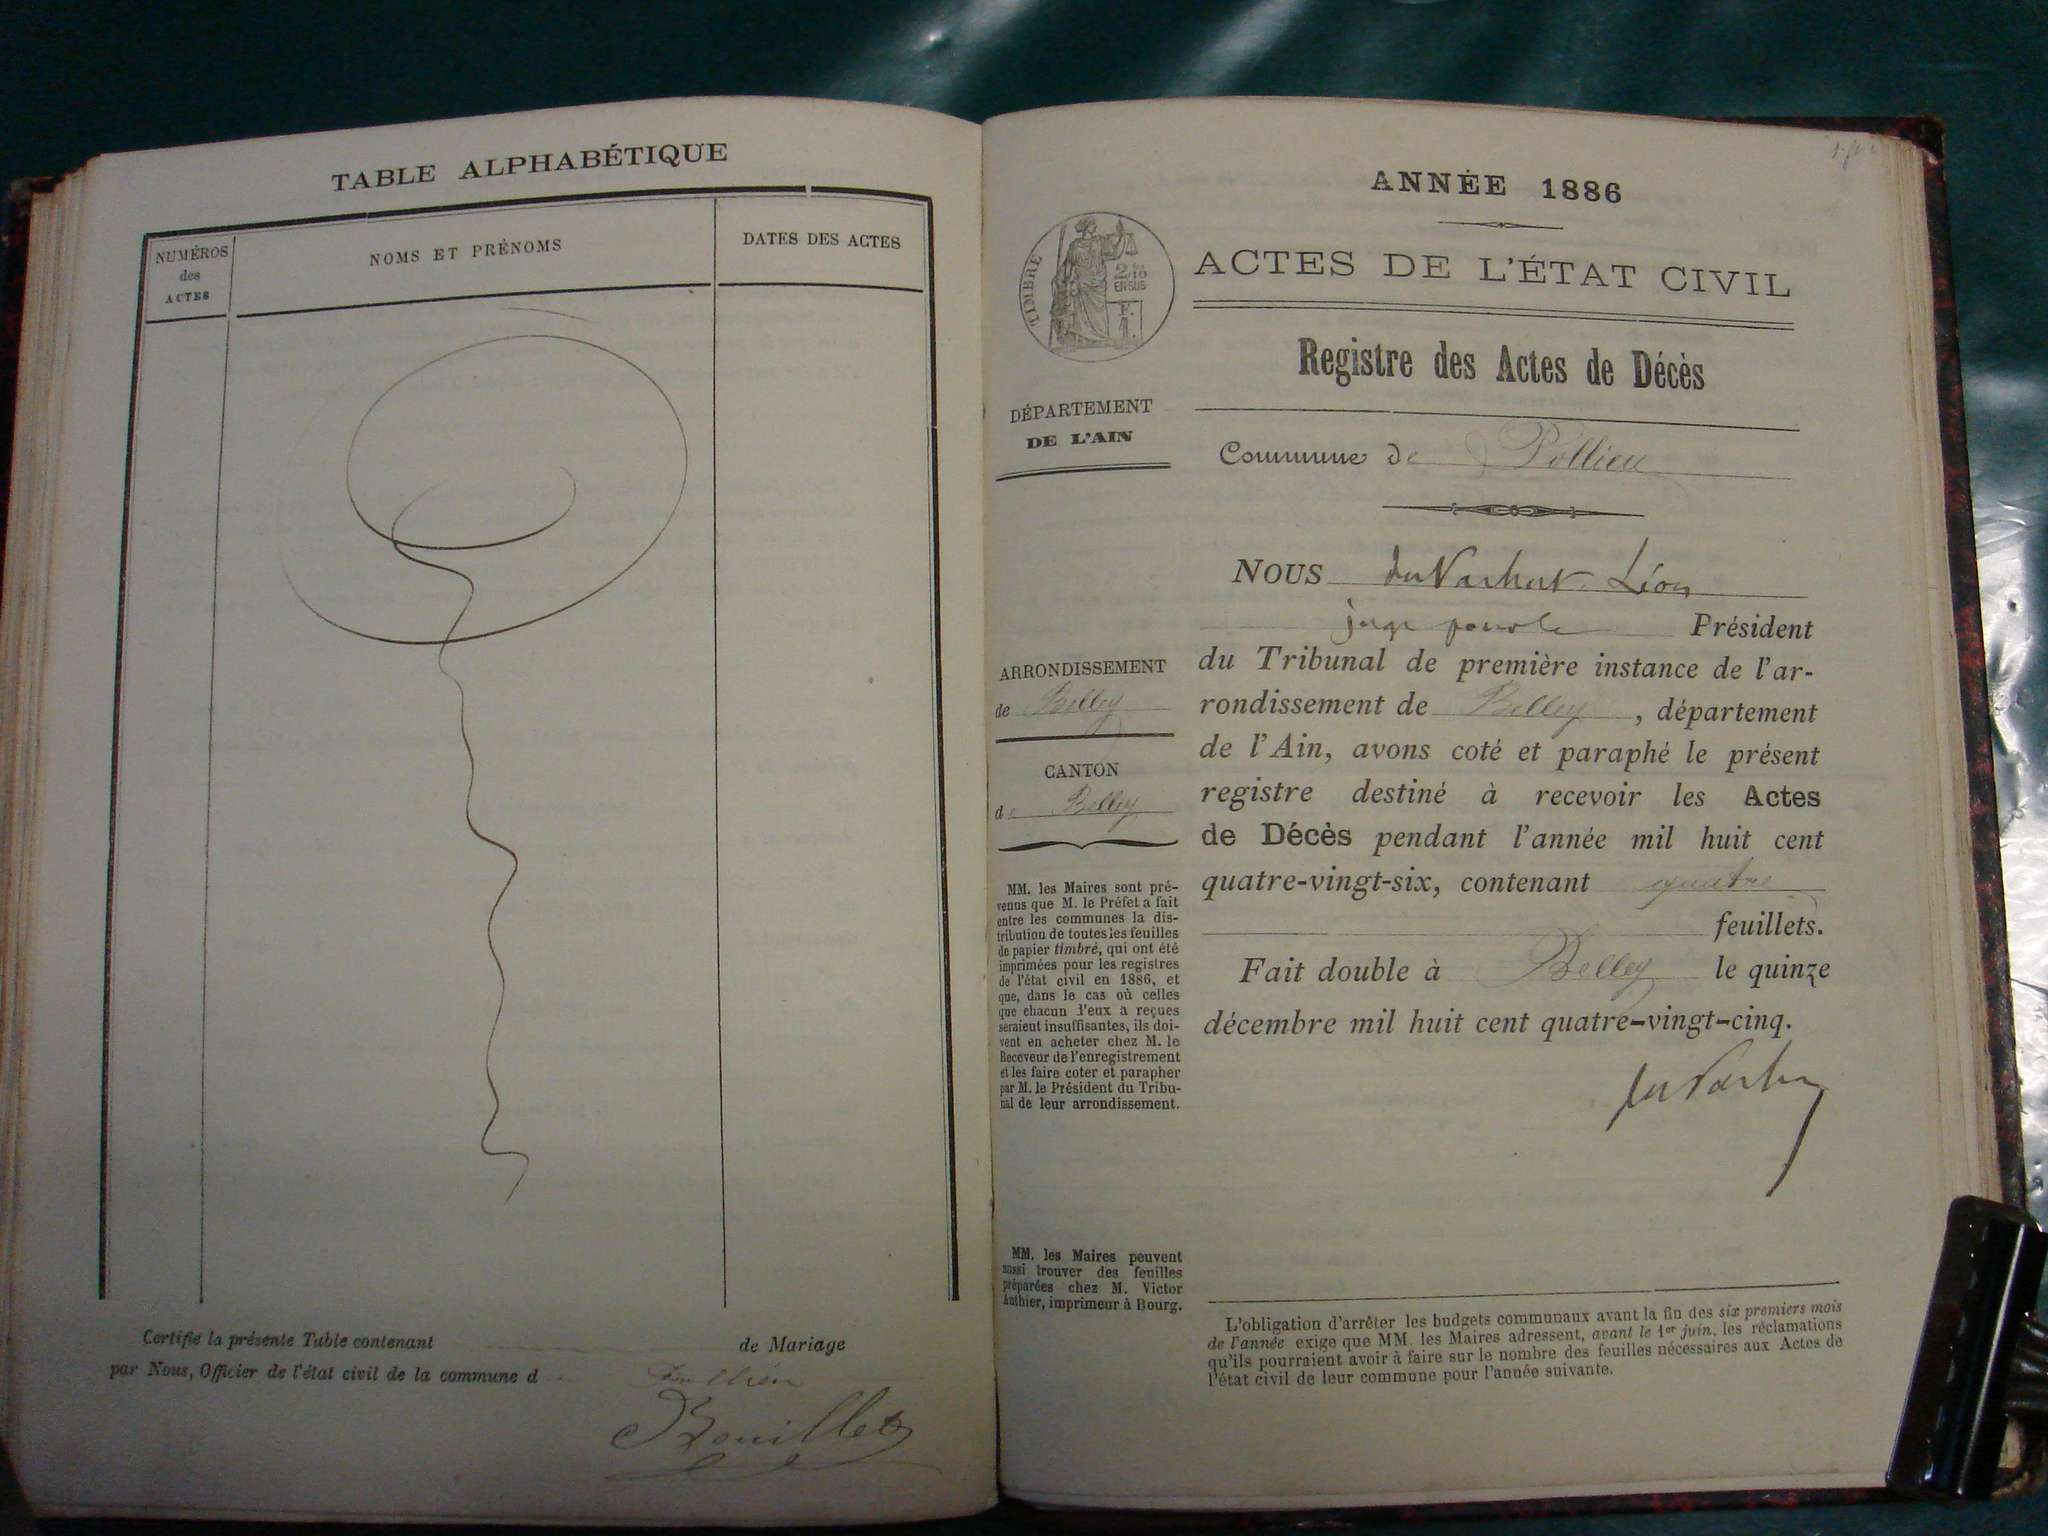 TABLE ALPHABÉTIQUE
NUMÉROS
des
ACTES
NOMS ET PRÉNOMS
DATES DES ACTES
Certifie la présente Table contenant de Mariage
par Nous, Officier de l'état civil de la commune d
Bouillet
ANNÉE 1886
TIMBRE
2/10
EN SUS
ACTES DE L'ÉTAT CIVIL
Registre des Actes de Décès
DÉPARTEMENT
DE L'AIN
Commune de Pollieu
ARRONDISSEMENT
de Belley
CANTON
de Belley
MM. les Maires sont pré-
venus que M. le Préfet a fait
entre les communes la dis-
tribution de toutes les feuilles
de papier timbré, qui ont été
imprimées pour les registres
de l'état civil en 1886, et
que, dans le cas où celles
que chacun d'eux a reçues
seraient insuffisantes, ils doi-
vent en acheter chez M. le
Receveur de l'enregistrement
et les faire coter et parapher
par M. le Président du Tribu-
nal de leur arrondissement.
MM. les Maires peuvent
aussi trouver des feuilles
préparées chez M. Victor
Authier, imprimeur à Bourg.
NOUS Léon
juge Président
du Tribunal de première instance de l'ar-
rondissement de Belley, département
de l'Ain, avons coté et paraphé le présent
registre destiné à recevoir les Actes
de Décès pendant l'année mil huit cent
quatre-vingt-six, contenant quatre
feuillets.
Fait double à Belley le quinze
décembre mil huit cent quatre-vingt-cinq.
L'obligation d'arrêter les budgets communaux avant la fin des six premiers mois
de l'année exige que MM. les Maires adressent, avant le 1er juin, les réclamations
qu'ils pourraient avoir à faire sur le nombre des feuilles nécessaires aux Actes de
l'état civil de leur commune pour l'année suivante.